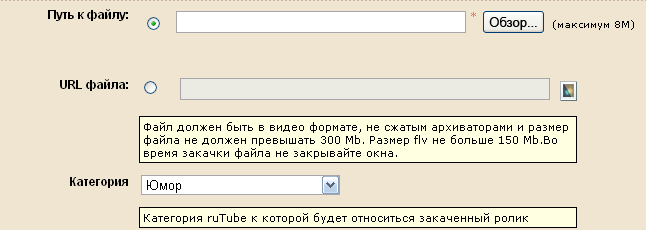 Путь к файлу: * Обзор... (максимум 8М)
URL файла:
Файл должен быть в видео формате, не сжатым архиваторами и размер
файла не должен превышать 300 Mb. Размер flv не больше 150 Mb.Во
время закачки файла не закрывайте окна.
Категория Юмор
Категория ruTube к которой будет относиться закаченный ролик